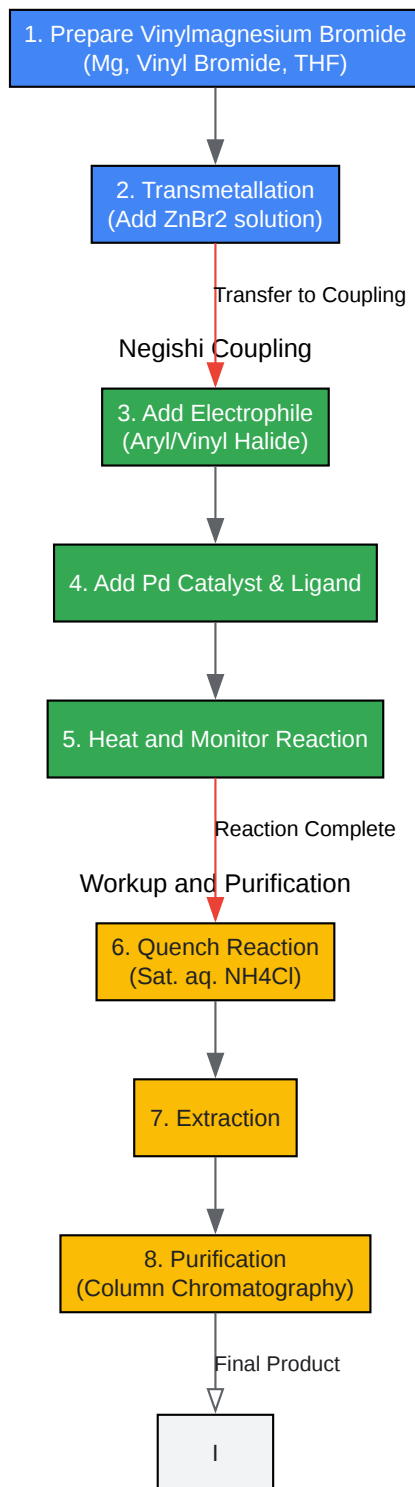 1. Prepare Vinylmagnesium Bromide
(Mg, Vinyl Bromide, THF)
2. Transmetallation
(Add ZnBr2 solution)
Transfer to Coupling
Negishi Coupling
3. Add Electrophile
(Aryl/Vinyl Halide)
4. Add Pd Catalyst & Ligand
5. Heat and Monitor Reaction
Reaction Complete
Workup and Purification
6. Quench Reaction
(Sat. aq. NH4Cl)
7. Extraction
8. Purification
(Column Chromatography)
Final Product
I